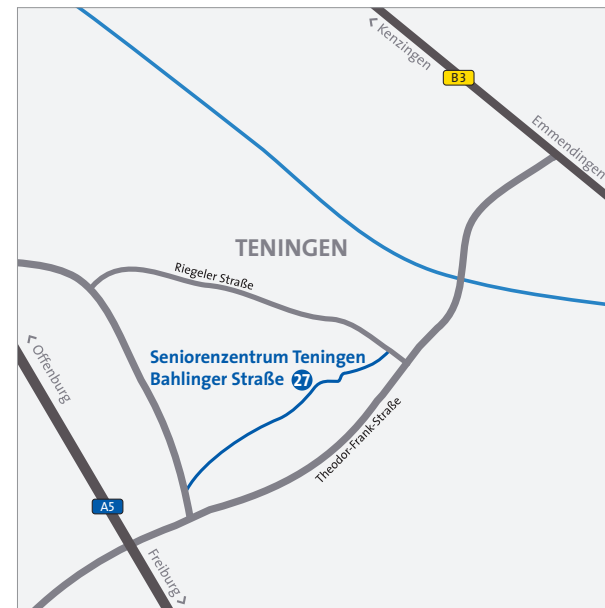 ‹ Kenzingen
B3
Emmendingen
TENINGEN
Riegeler Straße
‹ Offenburg
Seniorenzentrum Teningen
Bahlinger Straße 27
Theodor-Frank-Straße
A5
Freiburg ›